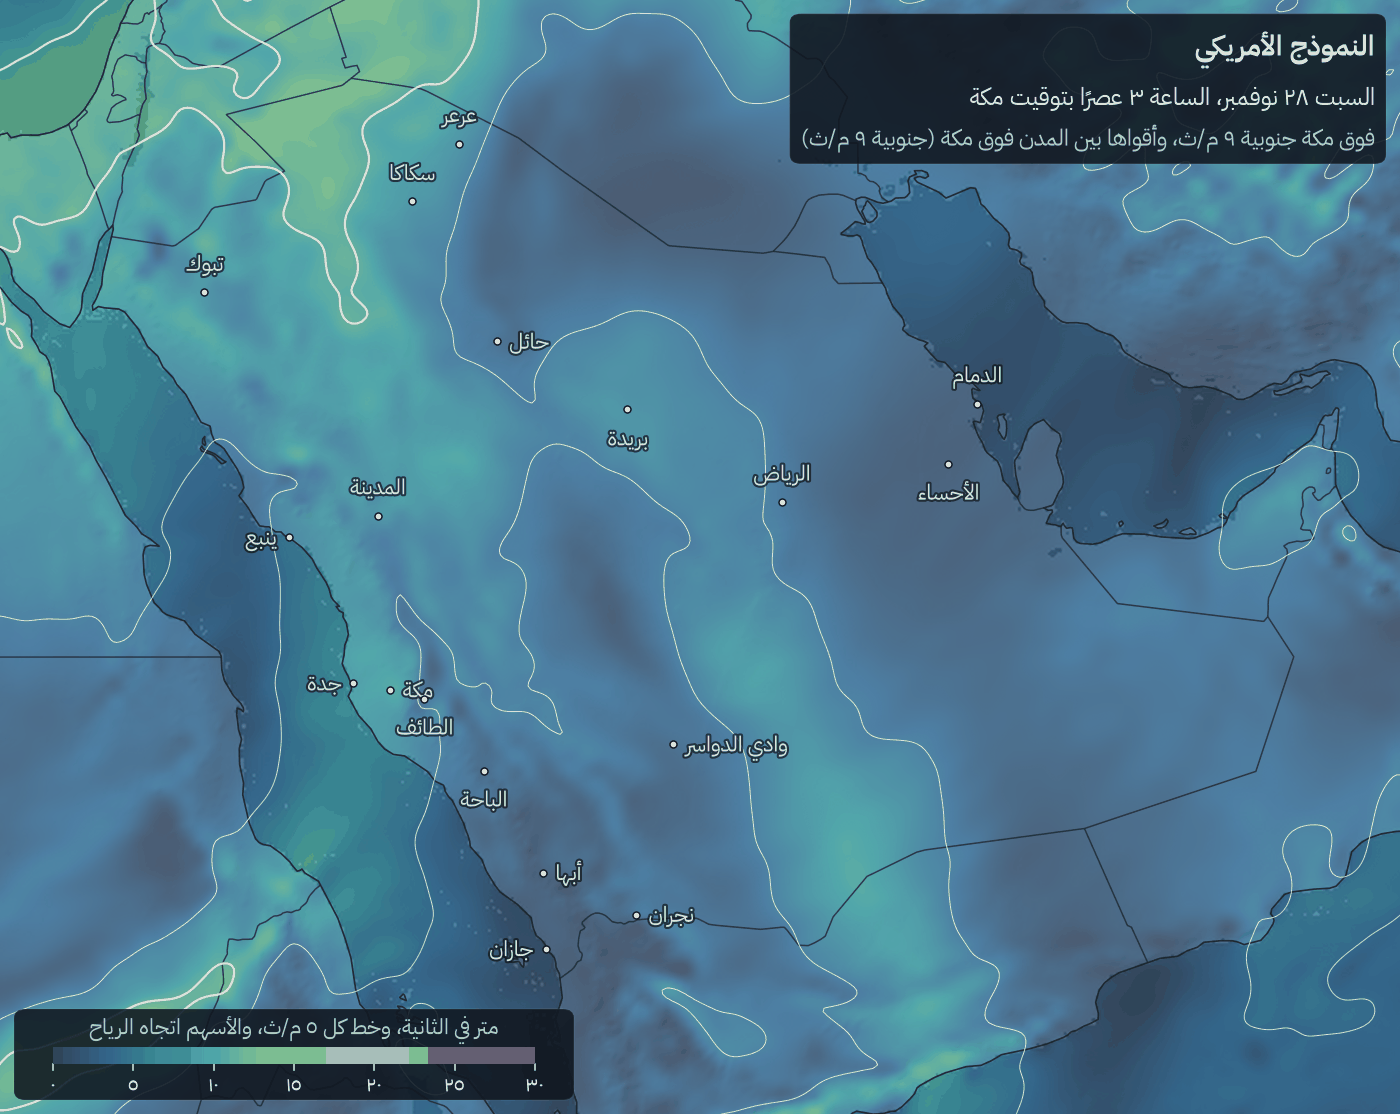 النموذج الأمريكي
السبت ٢٨ نوفمبر، الساعة ٣ عصرًا بتوقيت مكة
فوق مكة جنوبية ٩ م/ث، وأقواها بين المدن فوق مكة (جنوبية ٩ م/ث)
عرعر
سكاكا
تبوك
حائل
الدمام
بريدة
الرياض
المدينة
الأحساء
ينبع
جدة
مكة
الطائف
وادي الدواسر
الباحة
أبها
نجران
جازان
متر في الثانية، وخط كل ٥ م/ث، والأسهم اتجاه الرياح
٠ ٥ ١٠ ١٥ ٢٠ ٢٥ ٣٠